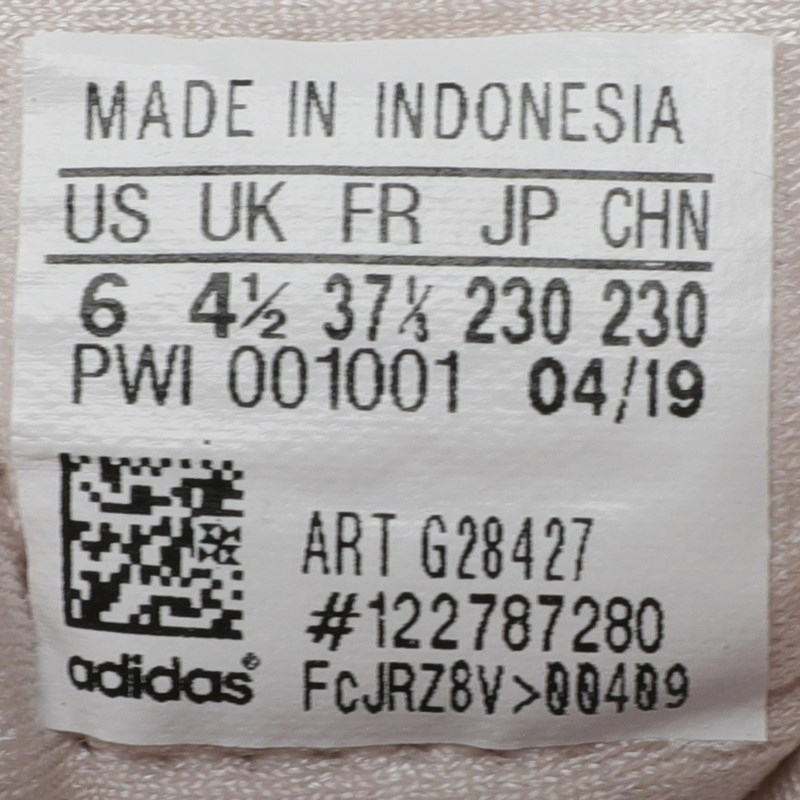 MADE IN INDONESIA
US UK FR JP CHN
6 4½ 37⅓ 230 230
PWI 001001 04/19
ART G28427
#122787280
adidas®
FcJRZ8V>00409